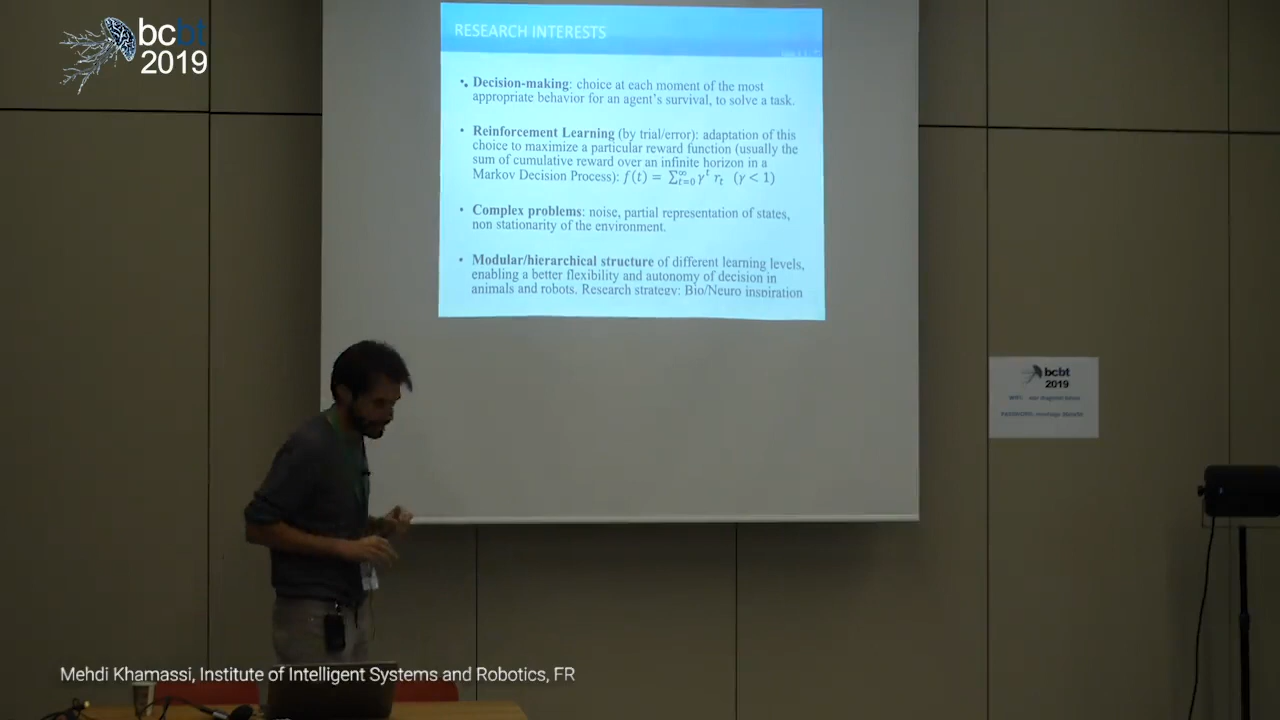 bcbt
2019
RESEARCH INTERESTS
• Decision-making: choice at each moment of the most
appropriate behavior for an agent's survival, to solve a task.
• Reinforcement Learning (by trial/error): adaptation of this
choice to maximize a particular reward function (usually the
sum of cumulative reward over an infinite horizon in a
Markov Decision Process): f(t) = ∑_{t=0}^{∞} γ^t r_t (γ < 1)
• Complex problems: noise, partial representation of states,
non stationarity of the environment.
• Modular/hierarchical structure of different learning levels,
enabling a better flexibility and autonomy of decision in
animals and robots. Research strategy: Bio/Neuro inspiration
bcbt
2019
Mehdi Khamassi, Institute of Intelligent Systems and Robotics, FR